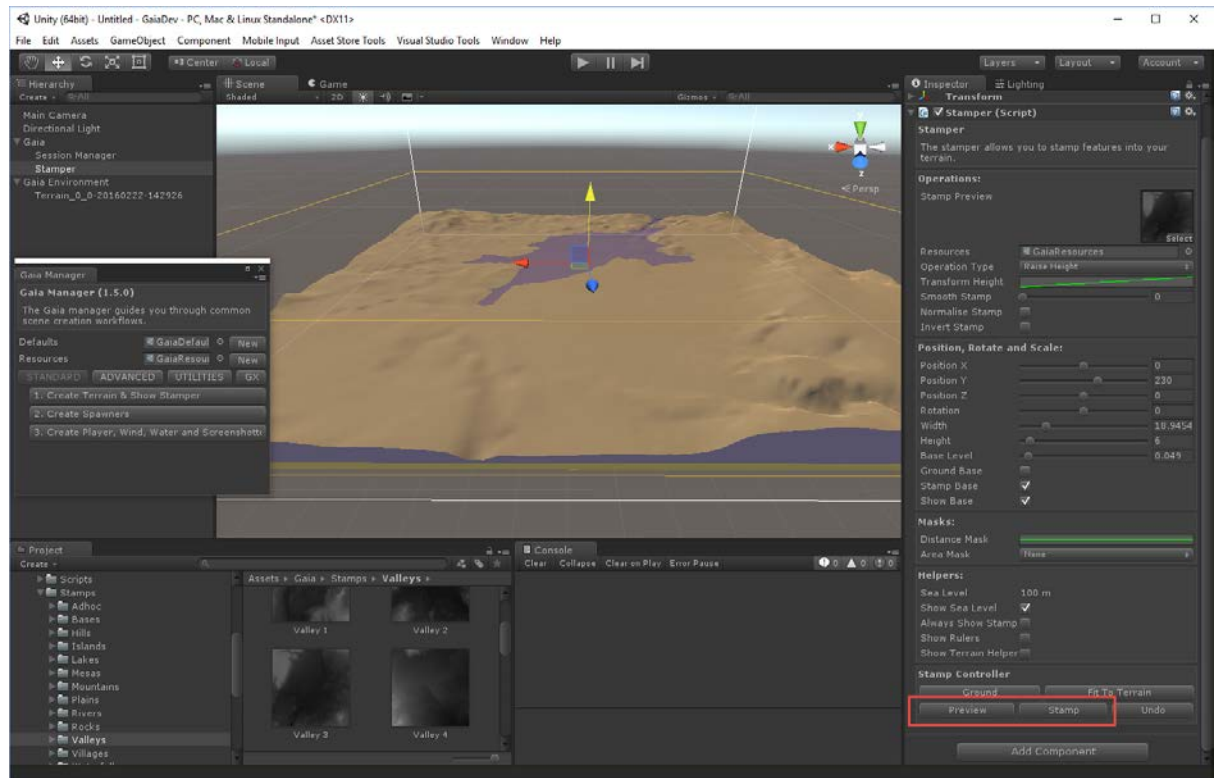 Unity (64bit) - Untitled - GaiaDev - PC, Mac & Linux Standalone* <DX11>
File Edit Assets GameObject Component Mobile Input Asset Store Tools Visual Studio Tools Window Help
Center Local
Layers Layout Account
Hierarchy
Create All
Main Camera
Directional Light
Gaia
Session Manager
Stamper
Gaia Environment
Terrain_0_0-20160222-142926
Scene Game
Shaded 2D Gizmos All
x
z
Persp
Gaia Manager
Gaia Manager (1.5.0)
The Gaia manager guides you through common
scene creation workflows.
Defaults GaiaDefaul New
Resources GaiaResoui New
STANDARD ADVANCED UTILITIES GX
1. Create Terrain & Show Stamper
2. Create Spawners
3. Create Player, Wind, Water and Screenshotte
Project
Create
Scripts
Stamps
Adhoc
Bases
Hills
Islands
Lakes
Mesas
Mountains
Plains
Rivers
Rocks
Valleys
Villages
Assets Gaia Stamps Valleys
Valley 1 Valley 2
Valley 3 Valley 4
Console
Clear Collapse Clear on Play Error Pause 0 0 0
Inspector Lighting
Transform
Stamper (Script)
Stamper
The stamper allows you to stamp features into your
terrain.
Operations:
Stamp Preview
Select
Resources GaiaResources
Operation Type Raise Height
Transform Height
Smooth Stamp 0
Normalise Stamp
Invert Stamp
Position, Rotate and Scale:
Position X 0
Position Y 230
Position Z 0
Rotation 0
Width 18.9454
Height 6
Base Level 0.049
Ground Base
Stamp Base
Show Base
Masks:
Distance Mask
Area Mask None
Helpers:
Sea Level 100 m
Show Sea Level
Always Show Stamp
Show Rulers
Show Terrain Helper
Stamp Controller
Ground Fit To Terrain
Preview Stamp Undo
Add Component